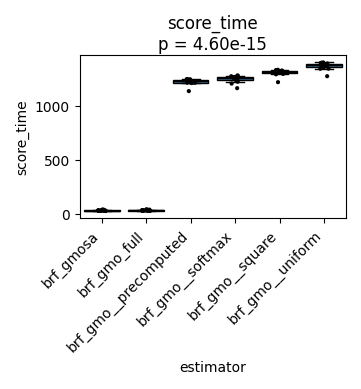 score_time
p = 4.60e-15
score_time
1000
500
0
brf_gmosa
brf_gmo_full
brf_gmo__precomputed
brf_gmo__softmax
brf_gmo__square
brf_gmo__uniform
estimator